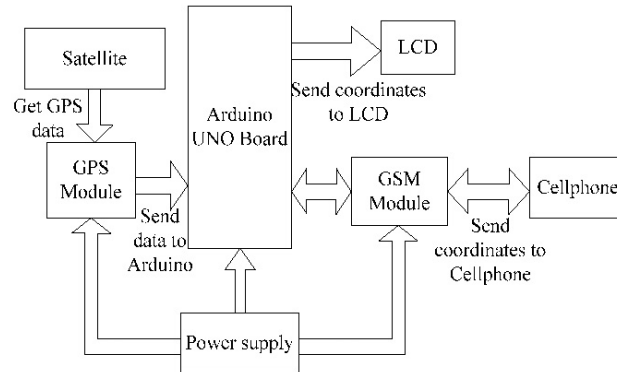 Satellite
LCD
Get GPS
data
Arduino
UNO Board
Send coordinates
to LCD
GPS
Module
GSM
Module
Cellphone
Send
data to
Arduino
Send
coordinates to
Cellphone
Power supply